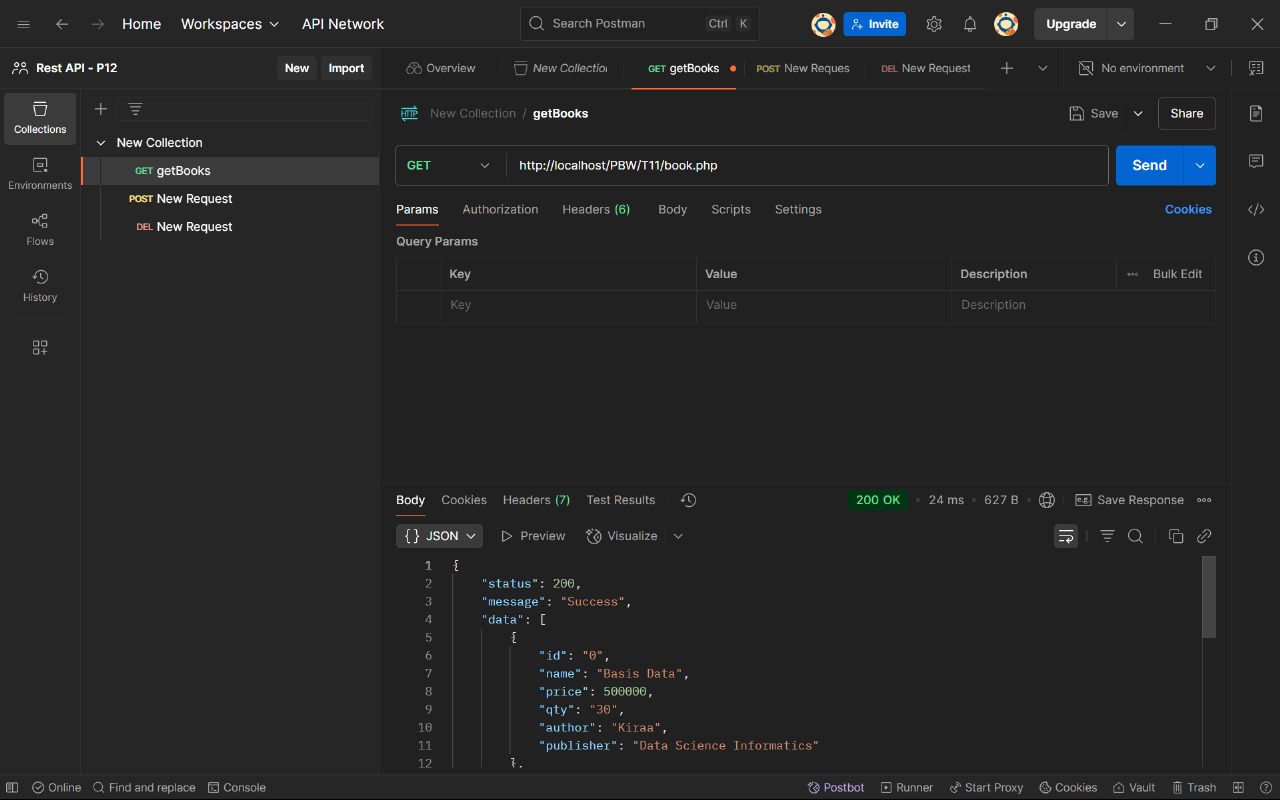 Home Workspaces API Network Search Postman Ctrl K Invite Upgrade
Rest API - P12 New Import Overview New Collection GET getBooks POST New Reques DEL New Request No environment
Collections
Environments
Flows
History
New Collection
GET getBooks
POST New Request
DEL New Request
HTTP New Collection / getBooks Save Share
GET http://localhost/PBW/T11/book.php Send
Params Authorization Headers (6) Body Scripts Settings Cookies
Query Params
Key Value Description Bulk Edit
Key Value Description
Body Cookies Headers (7) Test Results 200 OK 24 ms 627 B e.g. Save Response
{} JSON Preview Visualize
1 {
2 "status": 200,
3 "message": "Success",
4 "data": [
5 {
6 "id": "0",
7 "name": "Basis Data",
8 "price": 500000,
9 "qty": "30",
10 "author": "Kiraa",
11 "publisher": "Data Science Informatics"
12 },
Online Find and replace Console Postbot Runner Start Proxy Cookies Vault Trash